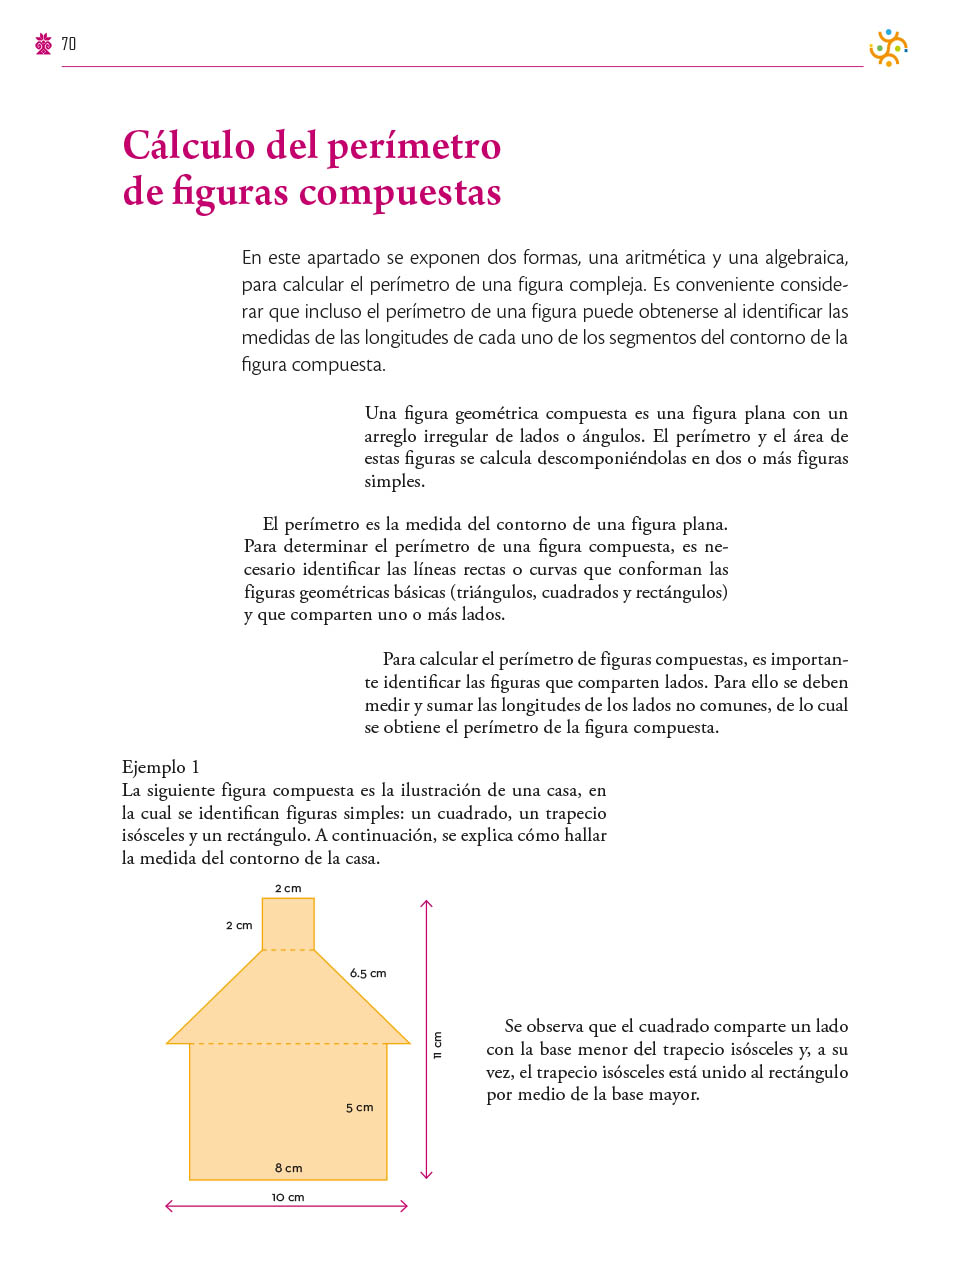 70
Cálculo del perímetro
de figuras compuestas
En este apartado se exponen dos formas, una aritmética y una algebraica,
para calcular el perímetro de una figura compleja. Es conveniente conside-
rar que incluso el perímetro de una figura puede obtenerse al identificar las
medidas de las longitudes de cada uno de los segmentos del contorno de la
figura compuesta.
Una figura geométrica compuesta es una figura plana con un
arreglo irregular de lados o ángulos. El perímetro y el área de
estas figuras se calcula descomponiéndolas en dos o más figuras
simples.
El perímetro es la medida del contorno de una figura plana.
Para determinar el perímetro de una figura compuesta, es ne-
cesario identificar las líneas rectas o curvas que conforman las
figuras geométricas básicas (triángulos, cuadrados y rectángulos)
y que comparten uno o más lados.
Para calcular el perímetro de figuras compuestas, es importan-
te identificar las figuras que comparten lados. Para ello se deben
medir y sumar las longitudes de los lados no comunes, de lo cual
se obtiene el perímetro de la figura compuesta.
Ejemplo 1
La siguiente figura compuesta es la ilustración de una casa, en
la cual se identifican figuras simples: un cuadrado, un trapecio
isósceles y un rectángulo. A continuación, se explica cómo hallar
la medida del contorno de la casa.
2 cm
2 cm
6.5 cm
11 cm
5 cm
8 cm
10 cm
Se observa que el cuadrado comparte un lado
con la base menor del trapecio isósceles y, a su
vez, el trapecio isósceles está unido al rectángulo
por medio de la base mayor.